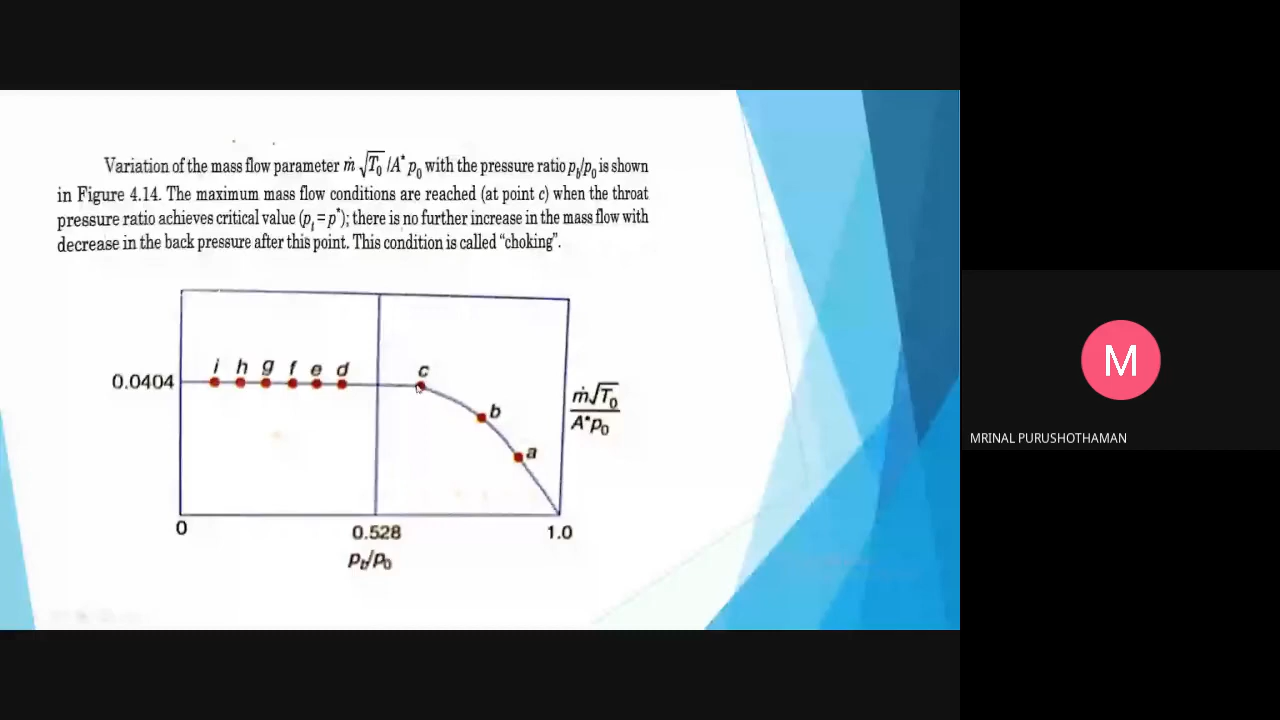 Variation of the mass flow parameter ṁ √T₀ /A* p₀ with the pressure ratio p_b/p₀ is shown
in Figure 4.14. The maximum mass flow conditions are reached (at point c) when the throat
pressure ratio achieves critical value (p_t = p*); there is no further increase in the mass flow with
decrease in the back pressure after this point. This condition is called “choking”.
i h g f e d c
0.0404
ṁ√T₀
A*p₀
b
a
0 0.528 1.0
p_b/p₀
M
MRINAL PURUSHOTHAMAN